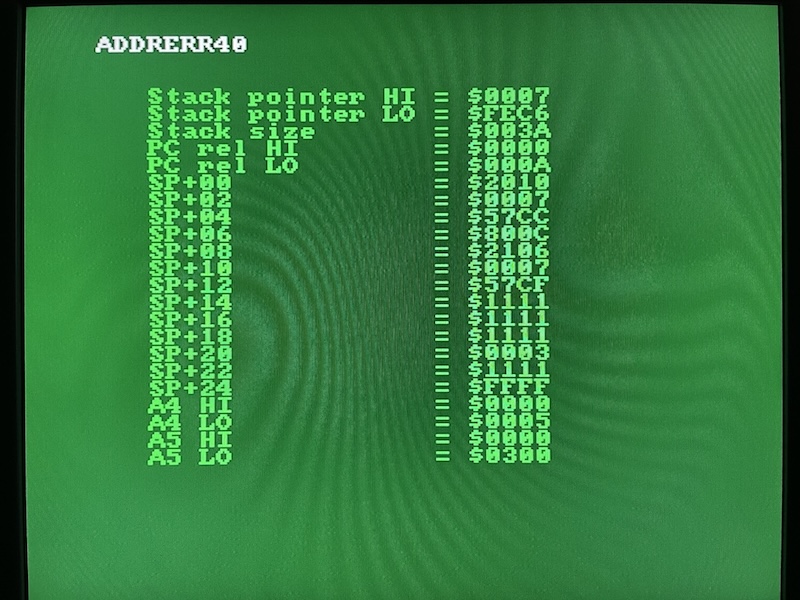 ADDRERR40
Stack pointer HI = $0007
Stack pointer LO = $FEC6
Stack size = $003A
PC rel HI = $0000
PC rel LO = $000A
SP+00 = $2010
SP+02 = $0007
SP+04 = $57CC
SP+06 = $800C
SP+08 = $2106
SP+10 = $0007
SP+12 = $57CF
SP+14 = $1111
SP+16 = $1111
SP+18 = $1111
SP+20 = $0003
SP+22 = $1111
SP+24 = $FFFF
A4 HI = $0000
A4 LO = $0005
A5 HI = $0000
A5 LO = $0300